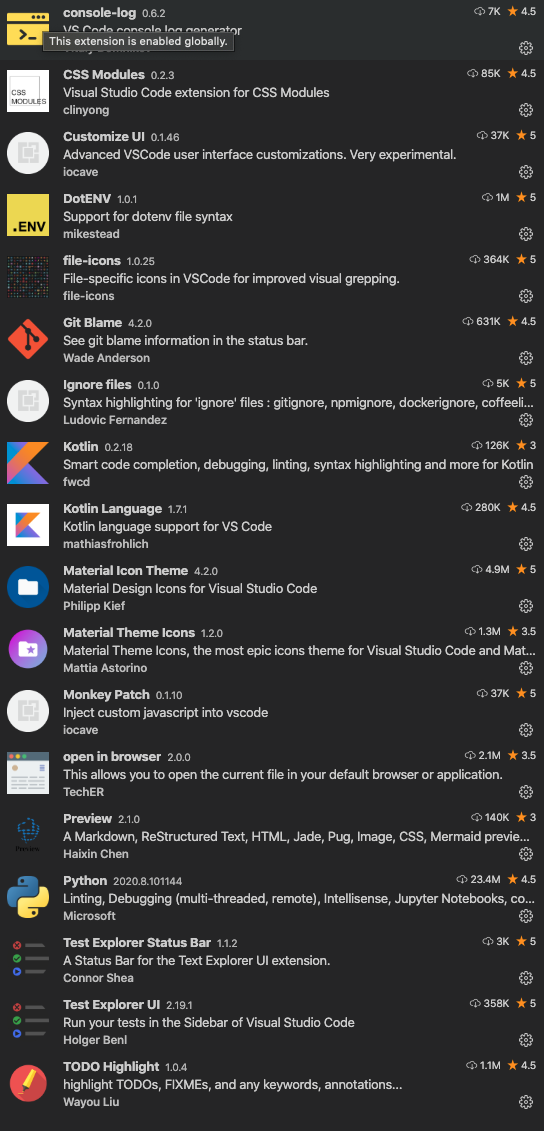 console-log 0.6.2 7K 4.5
VS Code console log generator
This extension is enabled globally.
CSS MODULES
CSS Modules 0.2.3 85K 4.5
Visual Studio Code extension for CSS Modules
clinyong
Customize UI 0.1.46 37K 5
Advanced VSCode user interface customizations. Very experimental.
iocave
.ENV
DotENV 1.0.1 1M 5
Support for dotenv file syntax
mikestead
file-icons 1.0.25 364K 5
File-specific icons in VSCode for improved visual grepping.
file-icons
Git Blame 4.2.0 631K 4.5
See git blame information in the status bar.
Wade Anderson
Ignore files 0.1.0 5K 5
Syntax highlighting for 'ignore' files : gitignore, npmignore, dockerignore, coffeeli...
Ludovic Fernandez
Kotlin 0.2.18 126K 3
Smart code completion, debugging, linting, syntax highlighting and more for Kotlin
fwcd
Kotlin Language 1.7.1 280K 4.5
Kotlin language support for VS Code
mathiasfrohlich
Material Icon Theme 4.2.0 4.9M 5
Material Design Icons for Visual Studio Code
Philipp Kief
Material Theme Icons 1.2.0 1.3M 3.5
Material Theme Icons, the most epic icons theme for Visual Studio Code and Mat...
Mattia Astorino
Monkey Patch 0.1.10 37K 5
Inject custom javascript into vscode
iocave
open in browser 2.0.0 2.1M 3.5
This allows you to open the current file in your default browser or application.
TechER
Preview
Preview 2.1.0 140K 3
A Markdown, ReStructured Text, HTML, Jade, Pug, Image, CSS, Mermaid previe...
Haixin Chen
Python 2020.8.101144 23.4M 4.5
Linting, Debugging (multi-threaded, remote), Intellisense, Jupyter Notebooks, co...
Microsoft
Test Explorer Status Bar 1.1.2 3K 5
A Status Bar for the Text Explorer UI extension.
Connor Shea
Test Explorer UI 2.19.1 358K 5
Run your tests in the Sidebar of Visual Studio Code
Holger Benl
TODO Highlight 1.0.4 1.1M 4.5
highlight TODOs, FIXMEs, and any keywords, annotations...
Wayou Liu